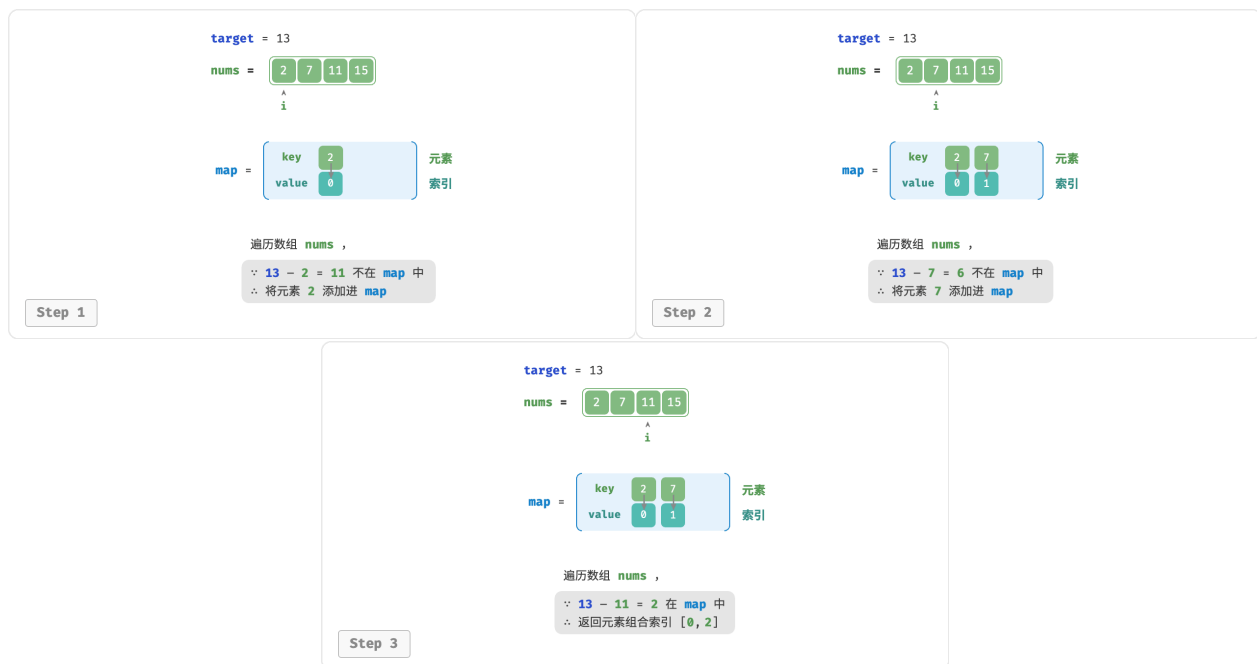 target = 13
nums = 2 7 11 15
i
key 2 元素
map =
value 0 索引
遍历数组 nums ,
∵ 13 − 2 = 11 不在 map 中
∴ 将元素 2 添加进 map
Step 1
target = 13
nums = 2 7 11 15
i
key 2 7 元素
map =
value 0 1 索引
遍历数组 nums ,
∵ 13 − 7 = 6 不在 map 中
∴ 将元素 7 添加进 map
Step 2
target = 13
nums = 2 7 11 15
i
key 2 7 元素
map =
value 0 1 索引
遍历数组 nums ,
∵ 13 − 11 = 2 在 map 中
∴ 返回元素组合索引 [0,2]
Step 3